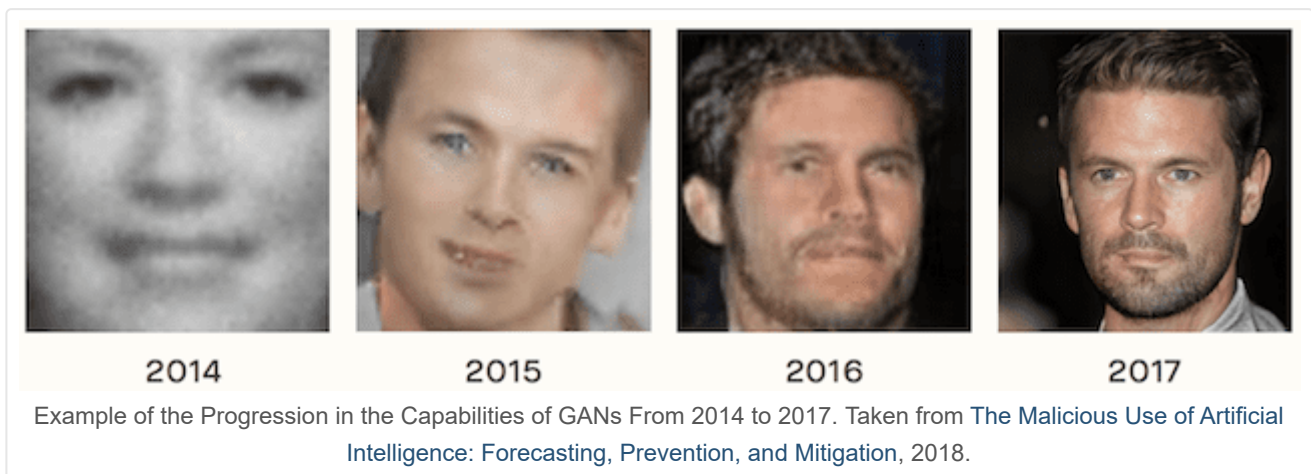 2014 2015 2016 2017
Example of the Progression in the Capabilities of GANs From 2014 to 2017. Taken from The Malicious Use of Artificial
Intelligence: Forecasting, Prevention, and Mitigation, 2018.